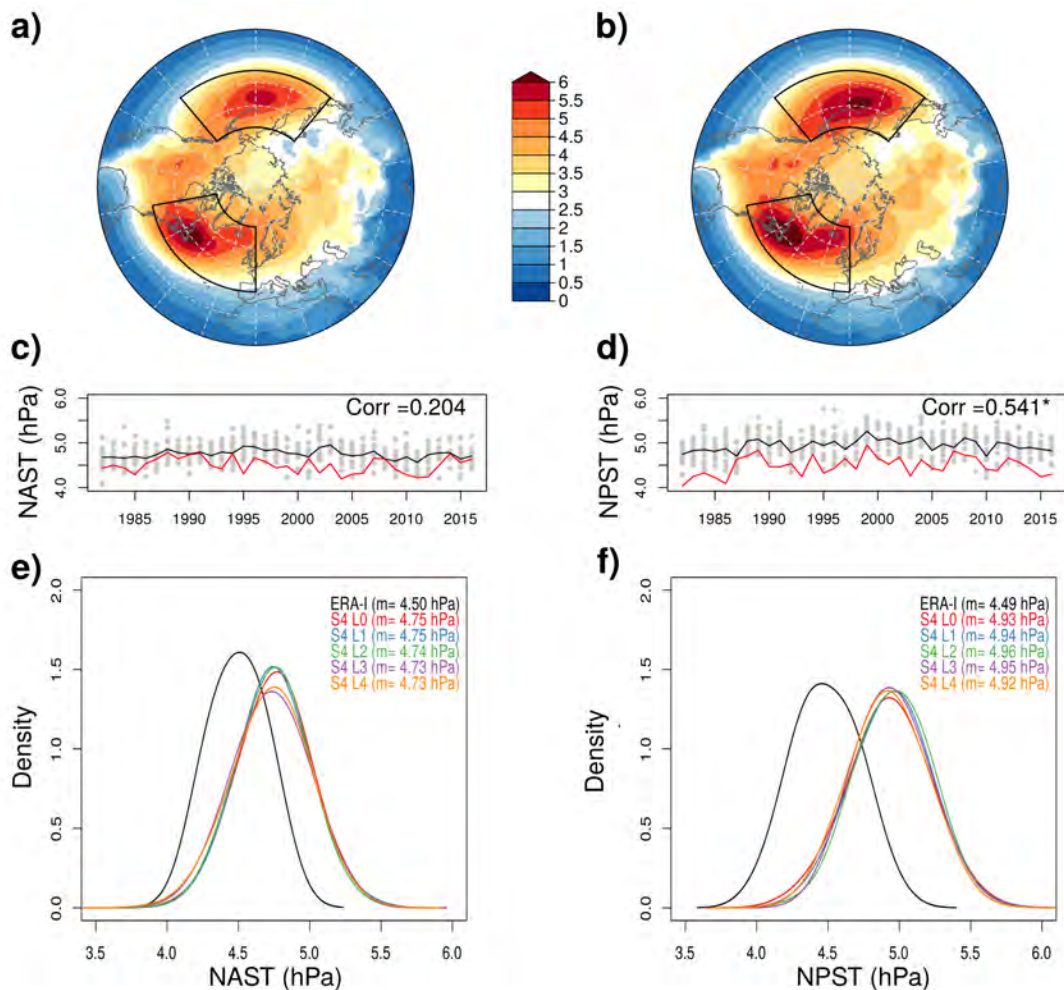 a)
b)
6
5.5
5
4.5
4
3.5
3
2.5
2
1.5
1
0.5
0
c)
NAST (hPa)
6.0
5.0
4.0
Corr =0.204
1985 1990 1995 2000 2005 2010 2015
d)
NPST (hPa)
6.0
5.0
4.0
Corr =0.541*
1985 1990 1995 2000 2005 2010 2015
e)
Density
2.0
1.5
1.0
0.5
0.0
ERA-I (m= 4.50 hPa)
S4 L0 (m= 4.75 hPa)
S4 L1 (m= 4.75 hPa)
S4 L2 (m= 4.74 hPa)
S4 L3 (m= 4.73 hPa)
S4 L4 (m= 4.73 hPa)
3.5 4.0 4.5 5.0 5.5 6.0
NAST (hPa)
f)
Density
2.0
1.5
1.0
0.5
0.0
ERA-I (m= 4.49 hPa)
S4 L0 (m= 4.93 hPa)
S4 L1 (m= 4.94 hPa)
S4 L2 (m= 4.96 hPa)
S4 L3 (m= 4.95 hPa)
S4 L4 (m= 4.92 hPa)
3.5 4.0 4.5 5.0 5.5 6.0
NPST (hPa)